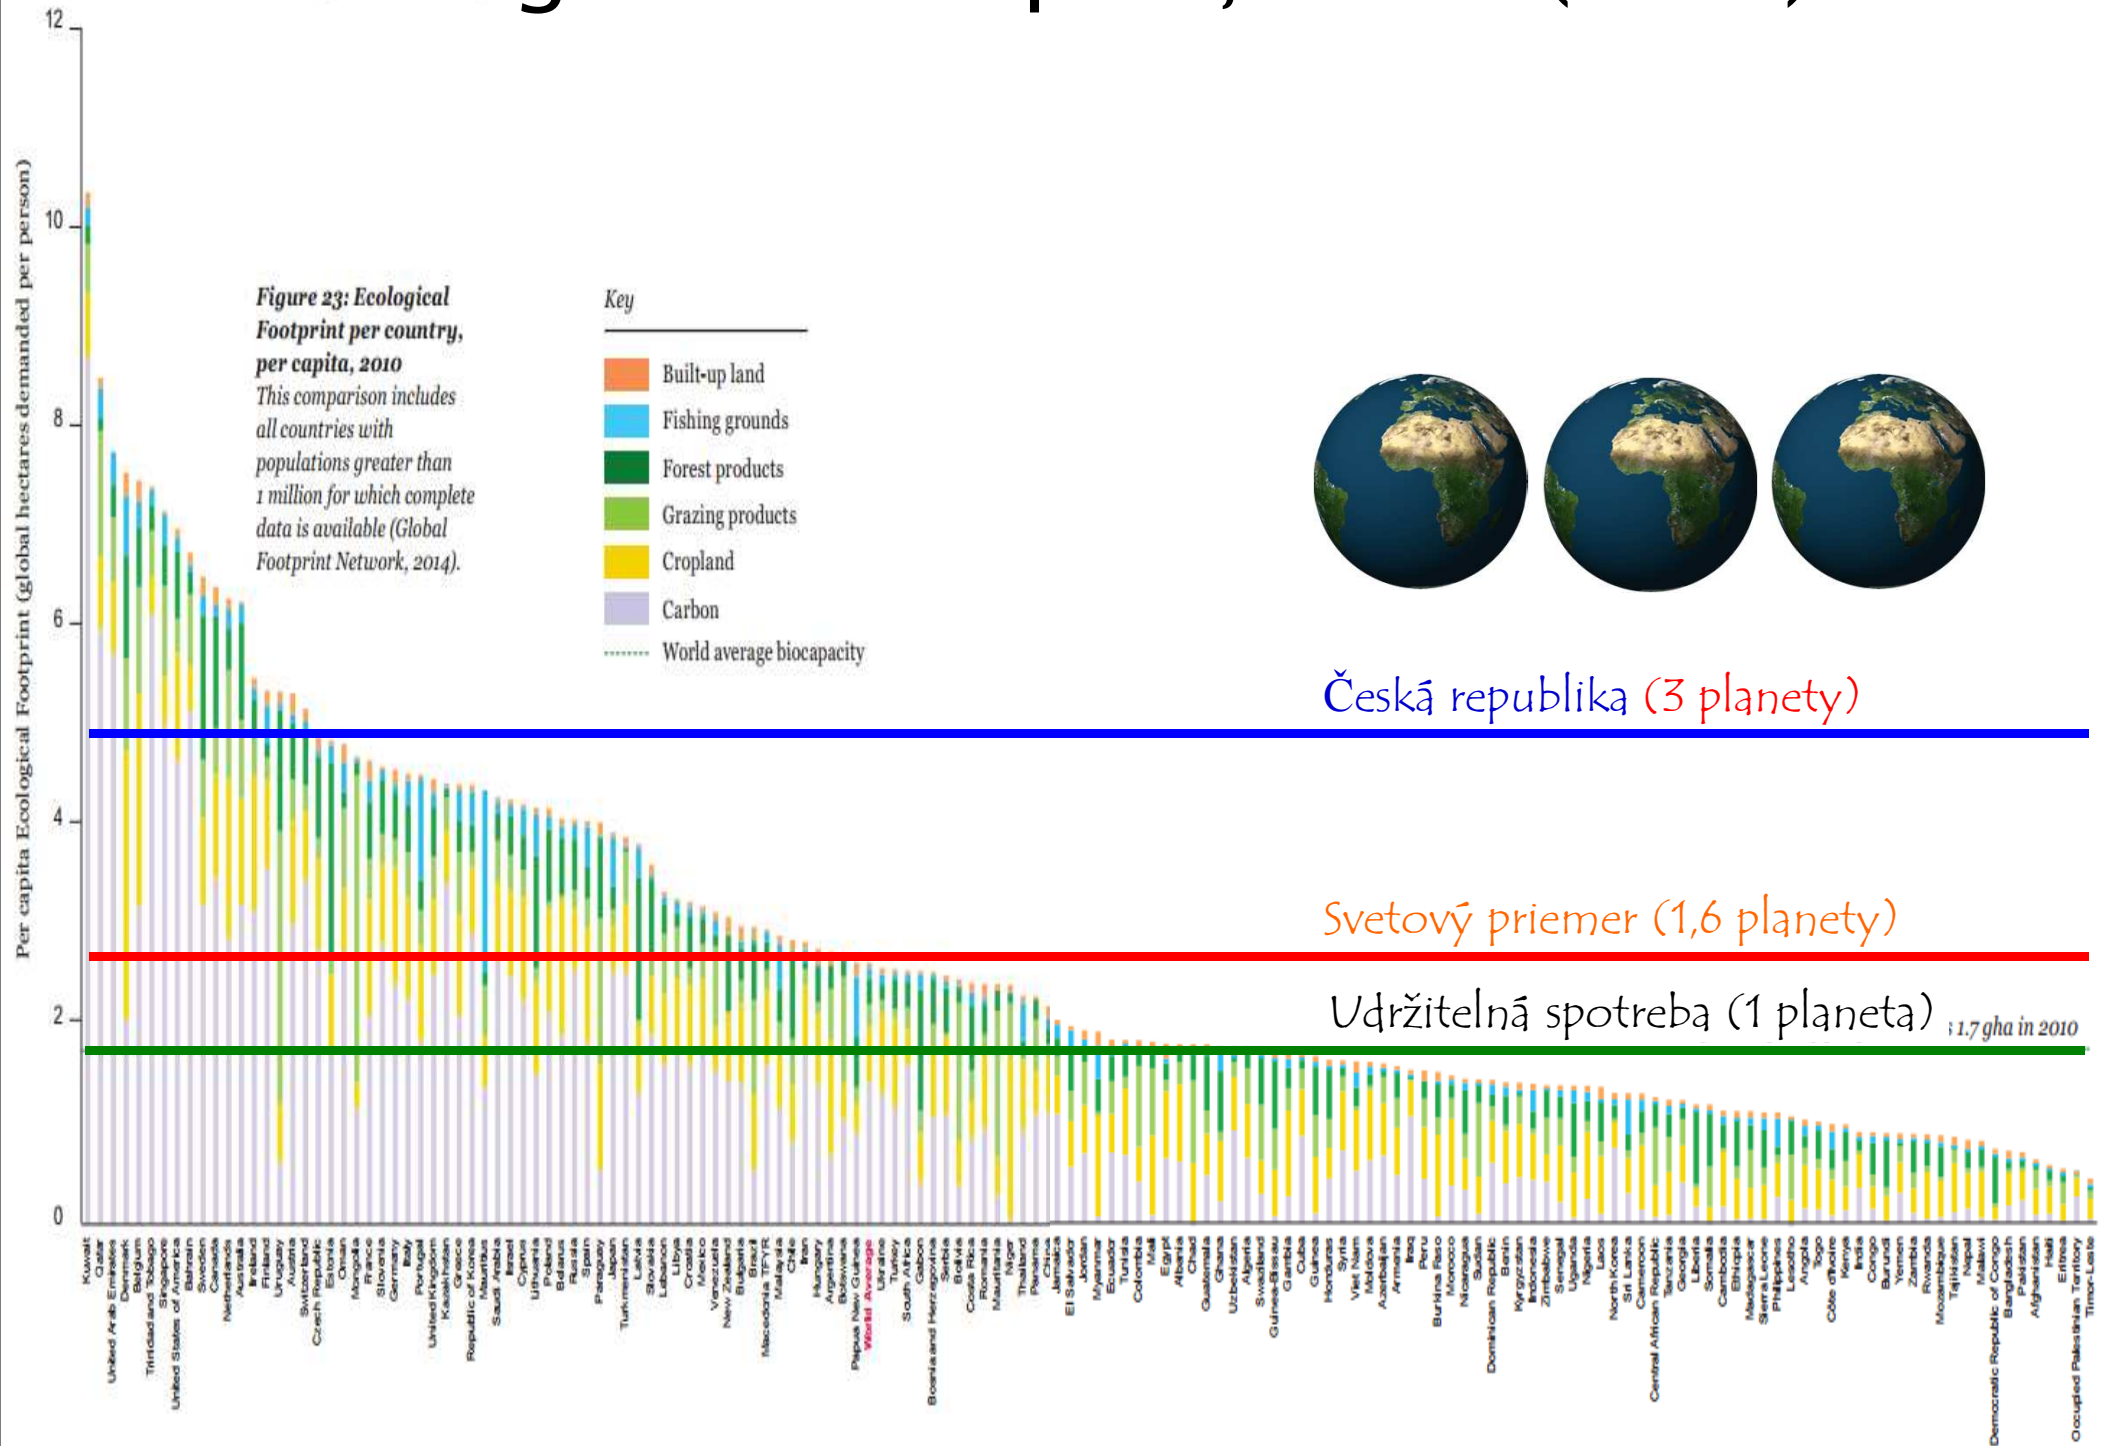 12
10
8
6
4
2
0
Per capita Ecological Footprint (global hectares demanded per person)
Figure 23: Ecological
Footprint per country,
per capita, 2010
This comparison includes
all countries with
populations greater than
1 million for which complete
data is available (Global
Footprint Network, 2014).
Key
Built-up land
Fishing grounds
Forest products
Grazing products
Cropland
Carbon
World average biocapacity
Česká republika (3 planety)
Svetový priemer (1,6 planety)
Udržitelná spotreba (1 planeta)
1.7 gha in 2010
Kuwait
Qatar
United Arab Emirates
Denmark
Belgium
Trinidad and Tobago
Singapore
United States of America
Bahrain
Sweden
Canada
Netherlands
Australia
Ireland
Finland
Uruguay
Austria
Switzerland
Czech Republic
Estonia
Oman
Mongolia
France
Slovenia
Germany
Italy
Portugal
United Kingdom
Kazakhstan
Greece
Republic of Korea
Mauritius
Saudi Arabia
Israel
Cyprus
Lithuania
Poland
Belarus
Russia
Spain
Paraguay
Japan
Turkmenistan
Latvia
Slovakia
Lebanon
Libya
Croatia
Mexico
Venezuela
New Zealand
Bulgaria
Brazil
Macedonia TFYR
Malaysia
Chile
Iran
Hungary
Argentina
Botswana
Papua New Guinea
World Average
Ukraine
Turkey
South Africa
Gabon
Bosnia and Herzegovina
Serbia
Bolivia
Costa Rica
Romania
Mauritania
Niger
Thailand
Panama
China
Jamaica
El Salvador
Jordan
Myanmar
Ecuador
Tunisia
Colombia
Mali
Egypt
Albania
Chad
Guatemala
Ghana
Uzbekistan
Algeria
Swaziland
Guinea-Bissau
Gambia
Cuba
Guinea
Honduras
Syria
Viet Nam
Moldova
Azerbaijan
Armenia
Iraq
Peru
Burkina Faso
Morocco
Nicaragua
Sudan
Dominican Republic
Benin
Kyrgyzstan
Indonesia
Zimbabwe
Senegal
Uganda
Nigeria
Laos
North Korea
Sri Lanka
Cameroon
Central African Republic
Tanzania
Georgia
Liberia
Somalia
Cambodia
Ethiopia
Madagascar
Sierra Leone
Philippines
Lesotho
Angola
Togo
Côte d'Ivoire
Kenya
India
Congo
Burundi
Yemen
Zambia
Rwanda
Mozambique
Tajikistan
Nepal
Malawi
Democratic Republic of Congo
Bangladesh
Pakistan
Afghanistan
Haiti
Eritrea
Occupied Palestinian Territory
Timor-Leste